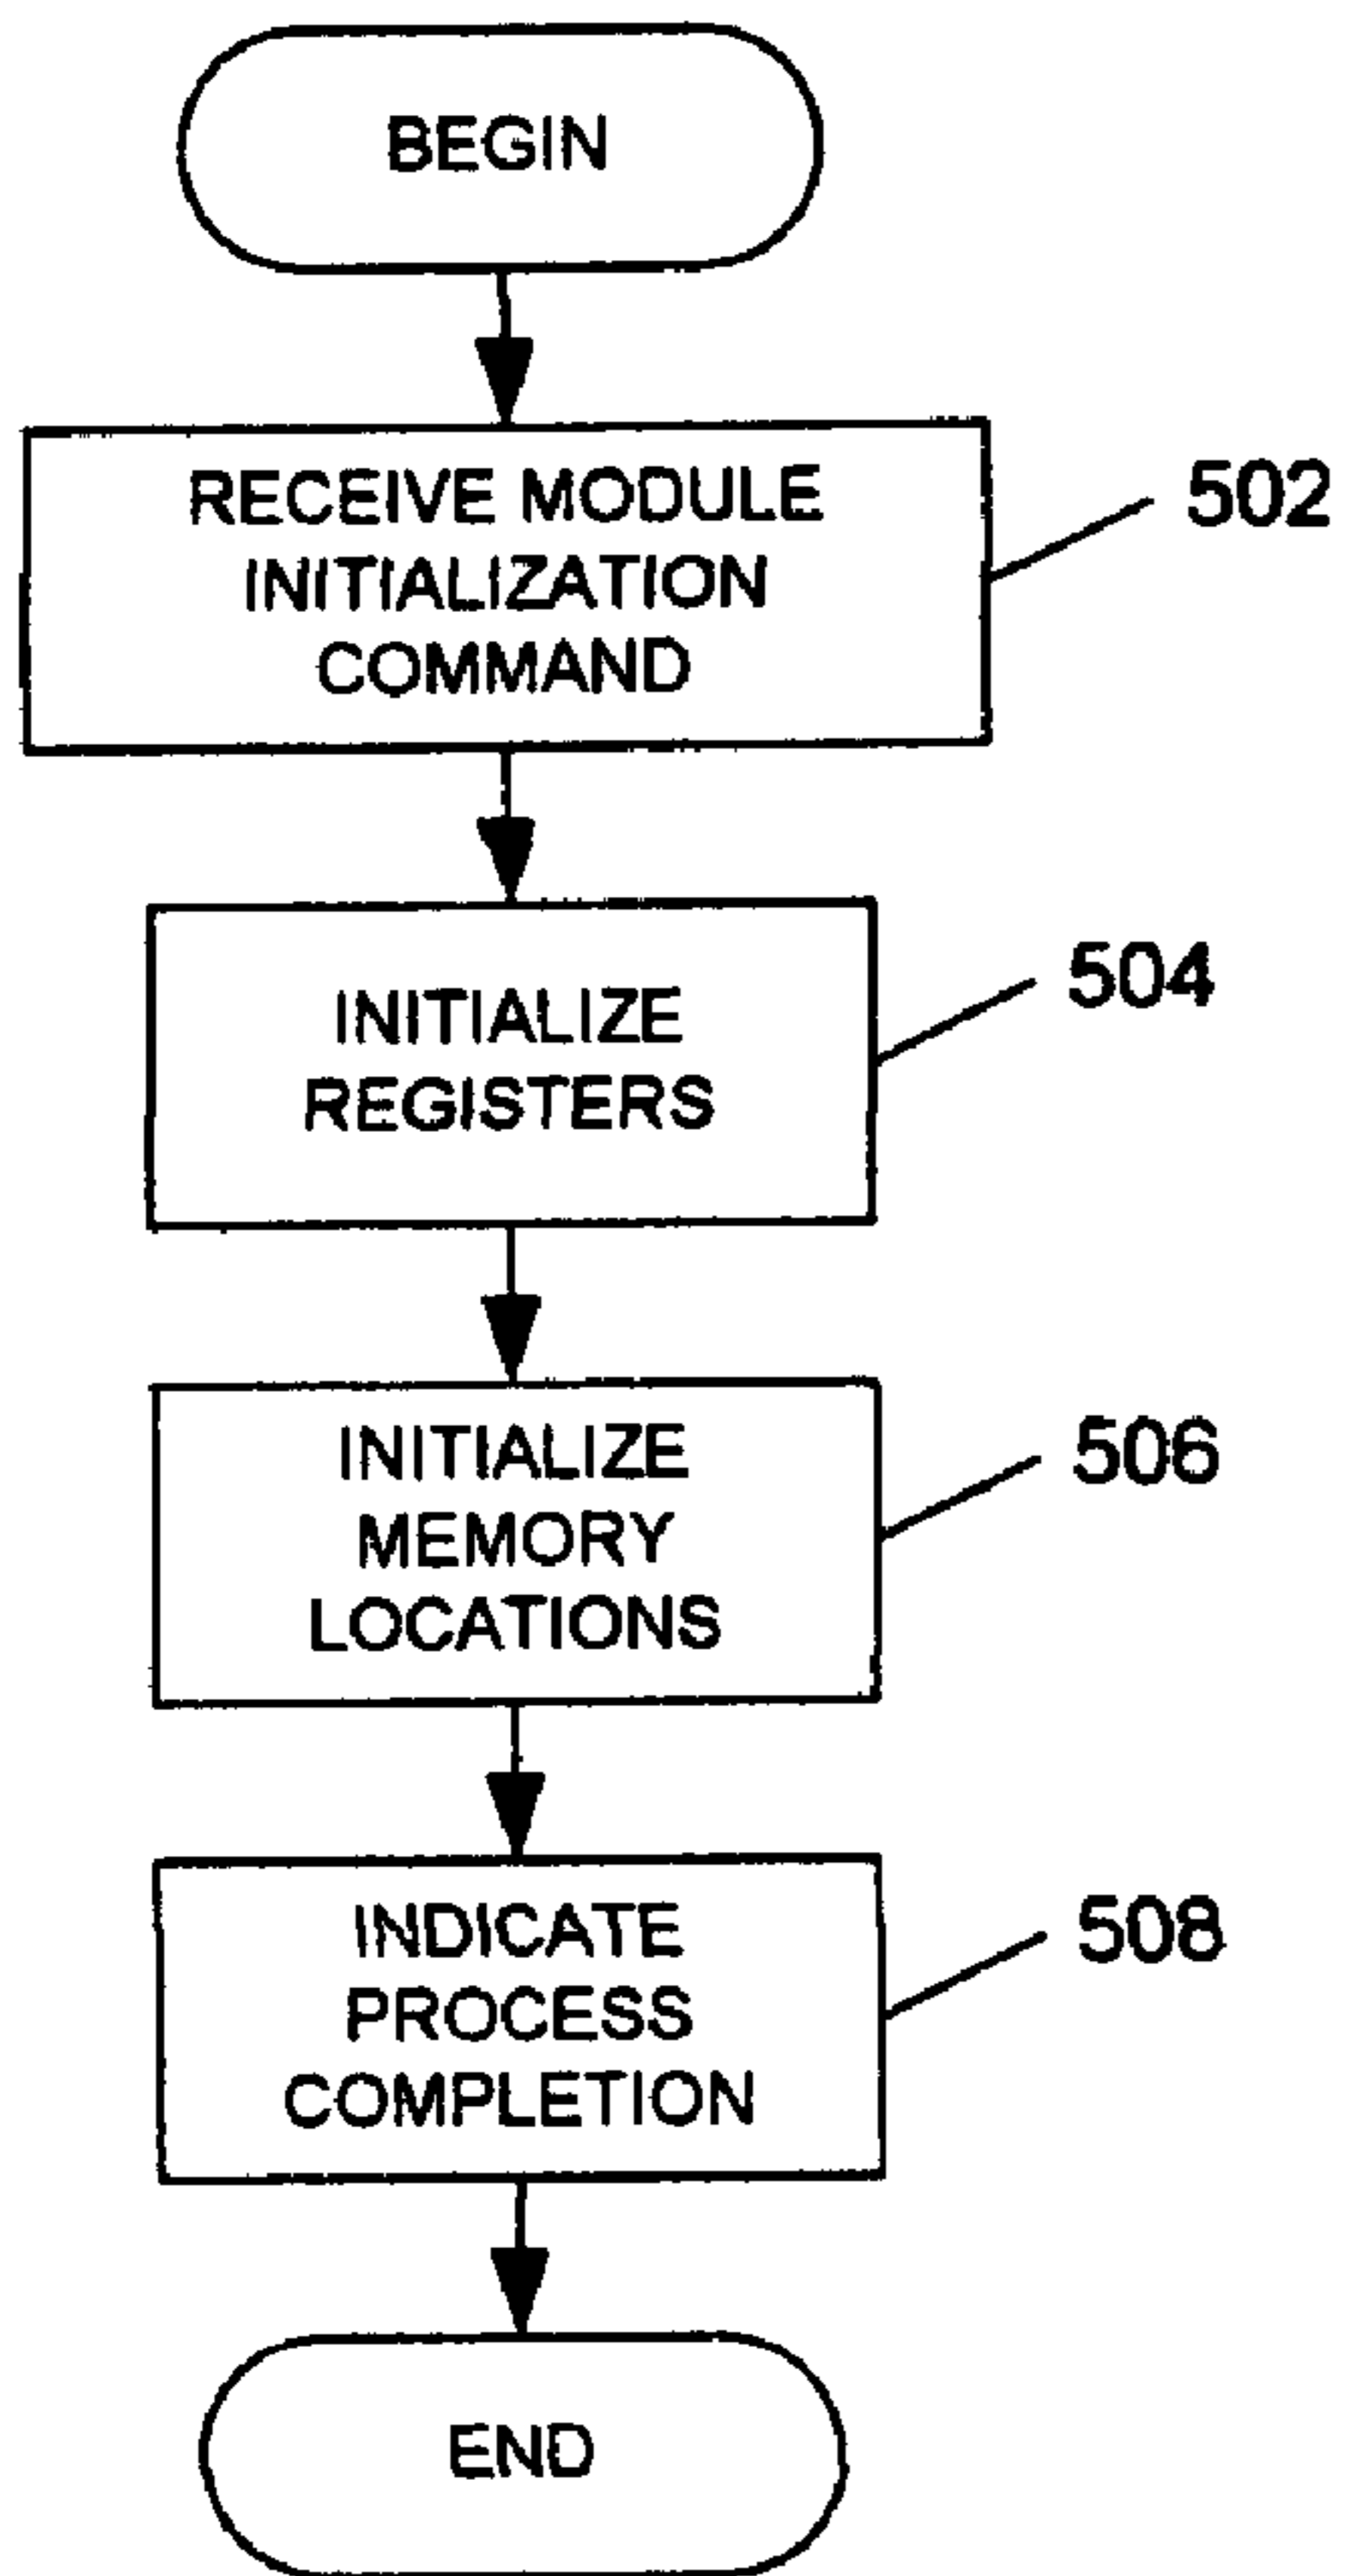 BEGIN
RECEIVE MODULE
INITIALIZATION
COMMAND
502
INITIALIZE
REGISTERS
504
INITIALIZE
MEMORY
LOCATIONS
506
INDICATE
PROCESS
COMPLETION
508
END